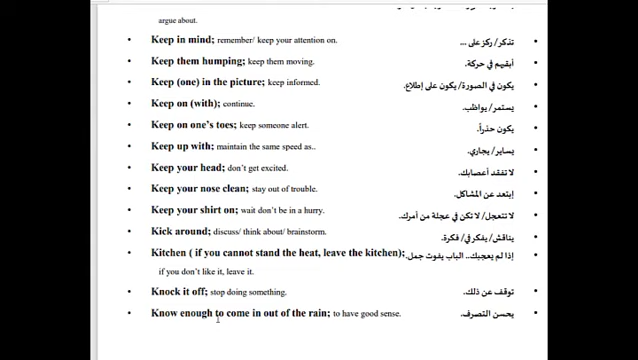 argue about.
Keep in mind; remember/ keep your attention on. تذكر/ ركز على ...
Keep them humping; keep them moving. أبقيهم في حركة.
Keep (one) in the picture; keep informed. يكون في الصورة/ يكون على إطلاع.
Keep on (with); continue. يستمر/ يواظب.
Keep on one's toes; keep someone alert. يكون حذراً.
Keep up with; maintain the same speed as.. يساير/ يجاري.
Keep your head; don't get excited. لا تفقد أعصابك.
Keep your nose clean; stay out of trouble. إبتعد عن المشاكل.
Keep your shirt on; wait don't be in a hurry. لا تتعجل/ لا تكن في عجلة من أمرك.
Kick around; discuss/ think about/ brainstorm. يناقش/ يفكر في/ فكرة.
Kitchen ( if you cannot stand the heat, leave the kitchen); إذا لم يعجبك.. الباب يفوت جمل.
if you don't like it, leave it.
Knock it off; stop doing something. توقف عن ذلك.
Know enough to come in out of the rain; to have good sense. يحسن التصرف.